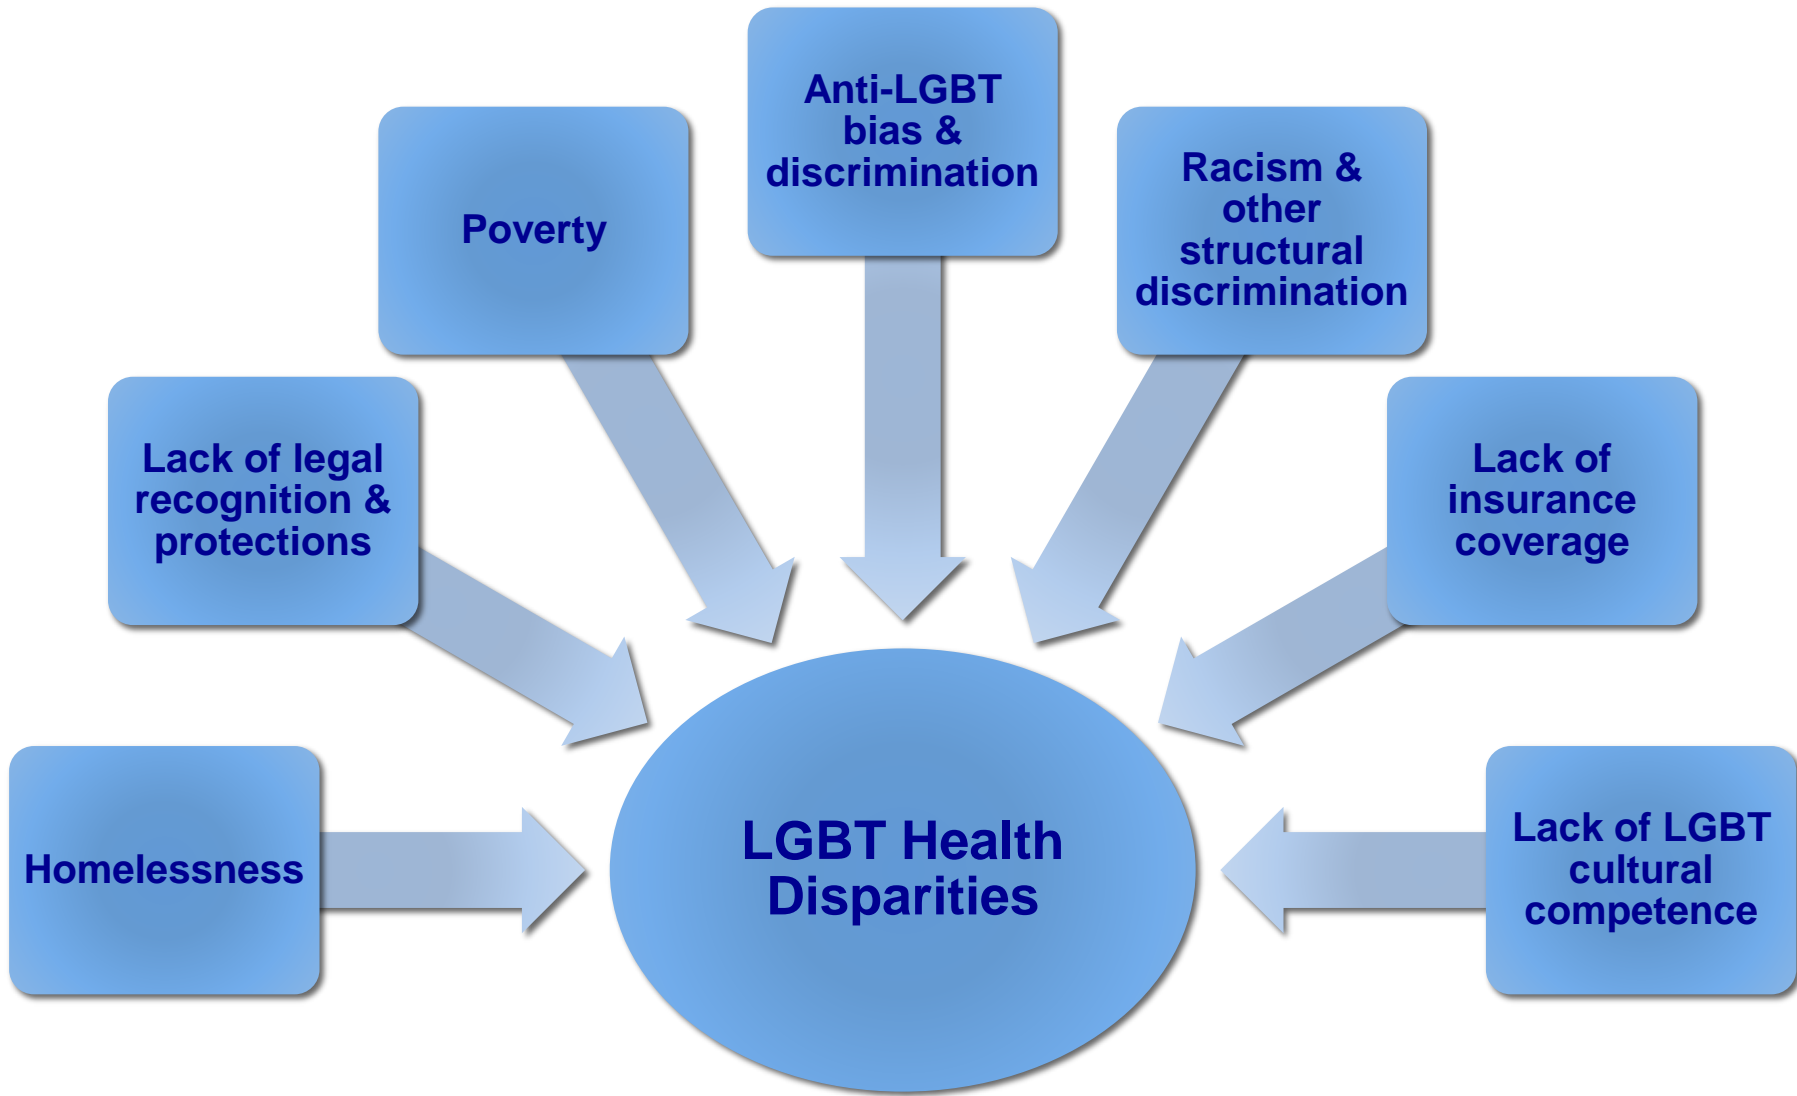 Anti-LGBT
bias &
discrimination
Poverty
Racism &
other
structural
discrimination
Lack of legal
recognition &
protections
Lack of
insurance
coverage
Homelessness
LGBT Health
Disparities
Lack of LGBT
cultural
competence